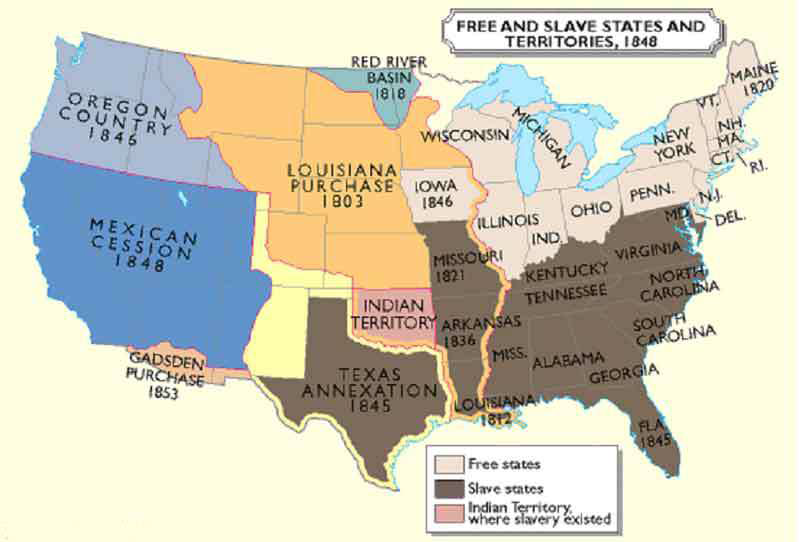 FREE AND SLAVE STATES AND
TERRITORIES, 1848
RED RIVER
BASIN
1818
OREGON
COUNTRY
1846
LOUISIANA
PURCHASE
1803
MEXICAN
CESSION
1848
GADSDEN
PURCHASE
1853
INDIAN
TERRITORY
TEXAS
ANNEXATION
1845
WISCONSIN
MICHIGAN
IOWA
1846
ILLINOIS
IND.
OHIO
PENN.
NEW
YORK
VT.
MAINE
1820
NH.
MA.
CT.
RI.
N.J.
MD.
DEL.
MISSOURI
1821
KENTUCKY
VIRGINIA
TENNESSEE
NORTH
CAROLINA
ARKANSAS
1836
SOUTH
CAROLINA
MISS.
ALABAMA
GEORGIA
LOUISIANA
1812
FLA.
1845
Free states
Slave states
Indian Territory,
where slavery existed